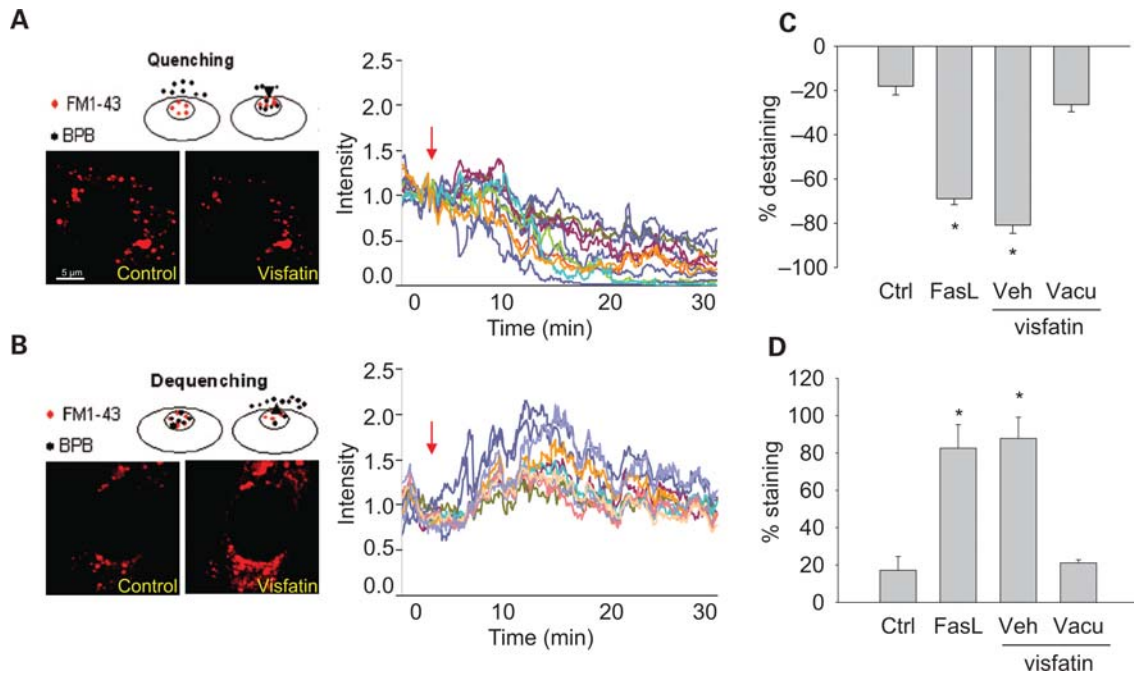 A
Quenching
FM1-43
BPB
Control
Visfatin
5 µm
2.5
2.0
1.5
1.0
0.5
0.0
Intensity
0 10 20 30
Time (min)
B
Dequenching
FM1-43
BPB
Control
Visfatin
2.5
2.0
1.5
1.0
0.5
0.0
Intensity
0 10 20 30
Time (min)
C
0
−20
−40
−60
−80
−100
% destaining
*
*
Ctrl FasL Veh Vacu
visfatin
D
120
100
80
60
40
20
0
% staining
*
*
Ctrl FasL Veh Vacu
visfatin